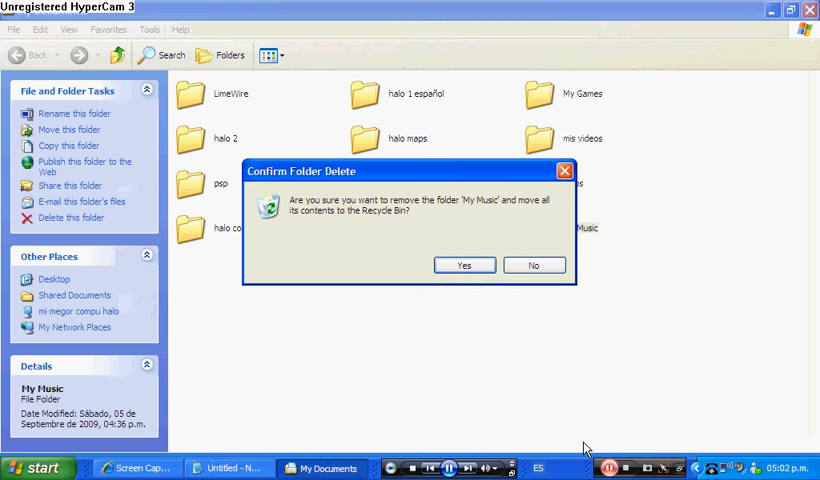 Unregistered HyperCam 3
File Edit View Favorites Tools Help
Back Search Folders
File and Folder Tasks
Rename this folder
Move this folder
Copy this folder
Publish this folder to the
Web
Share this folder
E-mail this folder's files
Delete this folder
Other Places
Desktop
Shared Documents
mi megor compu halo
My Network Places
Details
My Music
File Folder
Date Modified: Sábado, 05 de
Septiembre de 2009, 04:36 p.m.
LimeWire halo 1 español My Games
halo 2 halo maps mis videos
psp
halo co Music
Confirm Folder Delete
Are you sure you want to remove the folder 'My Music' and move all
its contents to the Recycle Bin?
Yes No
start Screen Cap... Untitled - N... My Documents ES 05:02 p.m.